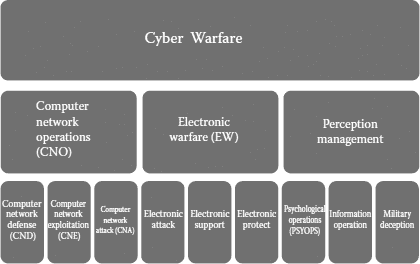 Cyber Warfare
Computer
network
operations
(CNO)
Electronic
warfare (EW)
Perception
management
Computer
network
defense
(CND)
Computer
network
exploitation
(CNE)
Computer
network
attack (CNA)
Electronic
attack
Electronic
support
Electronic
protect
Psychological
operations
(PSYOPS)
Information
operation
Military
deception